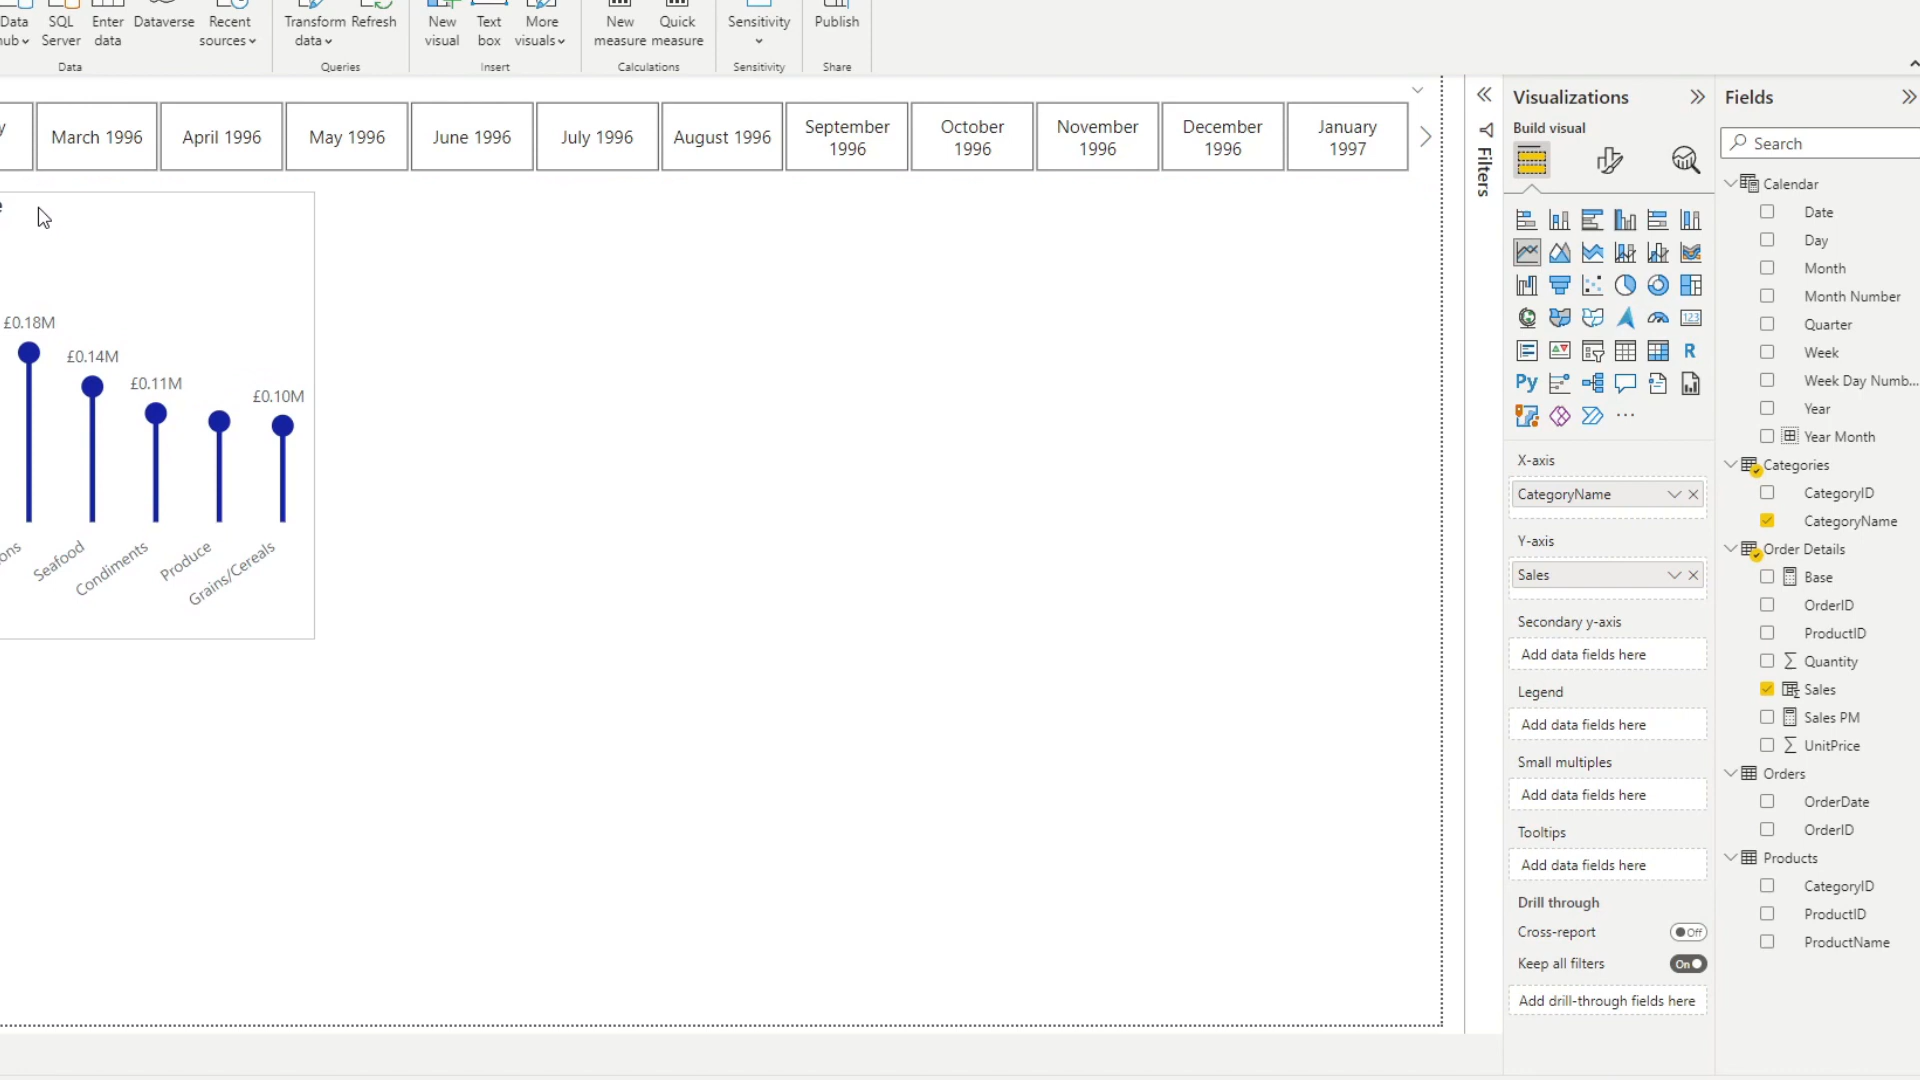 Data
hub
SQL
Server
Enter
data
Dataverse
Recent
sources
Transform
data
Refresh
New
visual
Text
box
More
visuals
New
measure
Quick
measure
Sensitivity
Publish
Data
Queries
Insert
Calculations
Sensitivity
Share
March 1996
April 1996
May 1996
June 1996
July 1996
August 1996
September
1996
October
1996
November
1996
December
1996
January
1997
£0.18M
£0.14M
£0.11M
£0.10M
Seafood
Condiments
Produce
Grains/Cereals
Filters
Visualizations
Build visual
123
R
Py
X-axis
CategoryName
Y-axis
Sales
Secondary y-axis
Add data fields here
Legend
Add data fields here
Small multiples
Add data fields here
Tooltips
Add data fields here
Drill through
Cross-report
Off
Keep all filters
On
Add drill-through fields here
Fields
Search
Calendar
Date
Day
Month
Month Number
Quarter
Week
Week Day Numb...
Year
Year Month
Categories
CategoryID
CategoryName
Order Details
Base
OrderID
ProductID
Quantity
Sales
Sales PM
UnitPrice
Orders
OrderDate
OrderID
Products
CategoryID
ProductID
ProductName